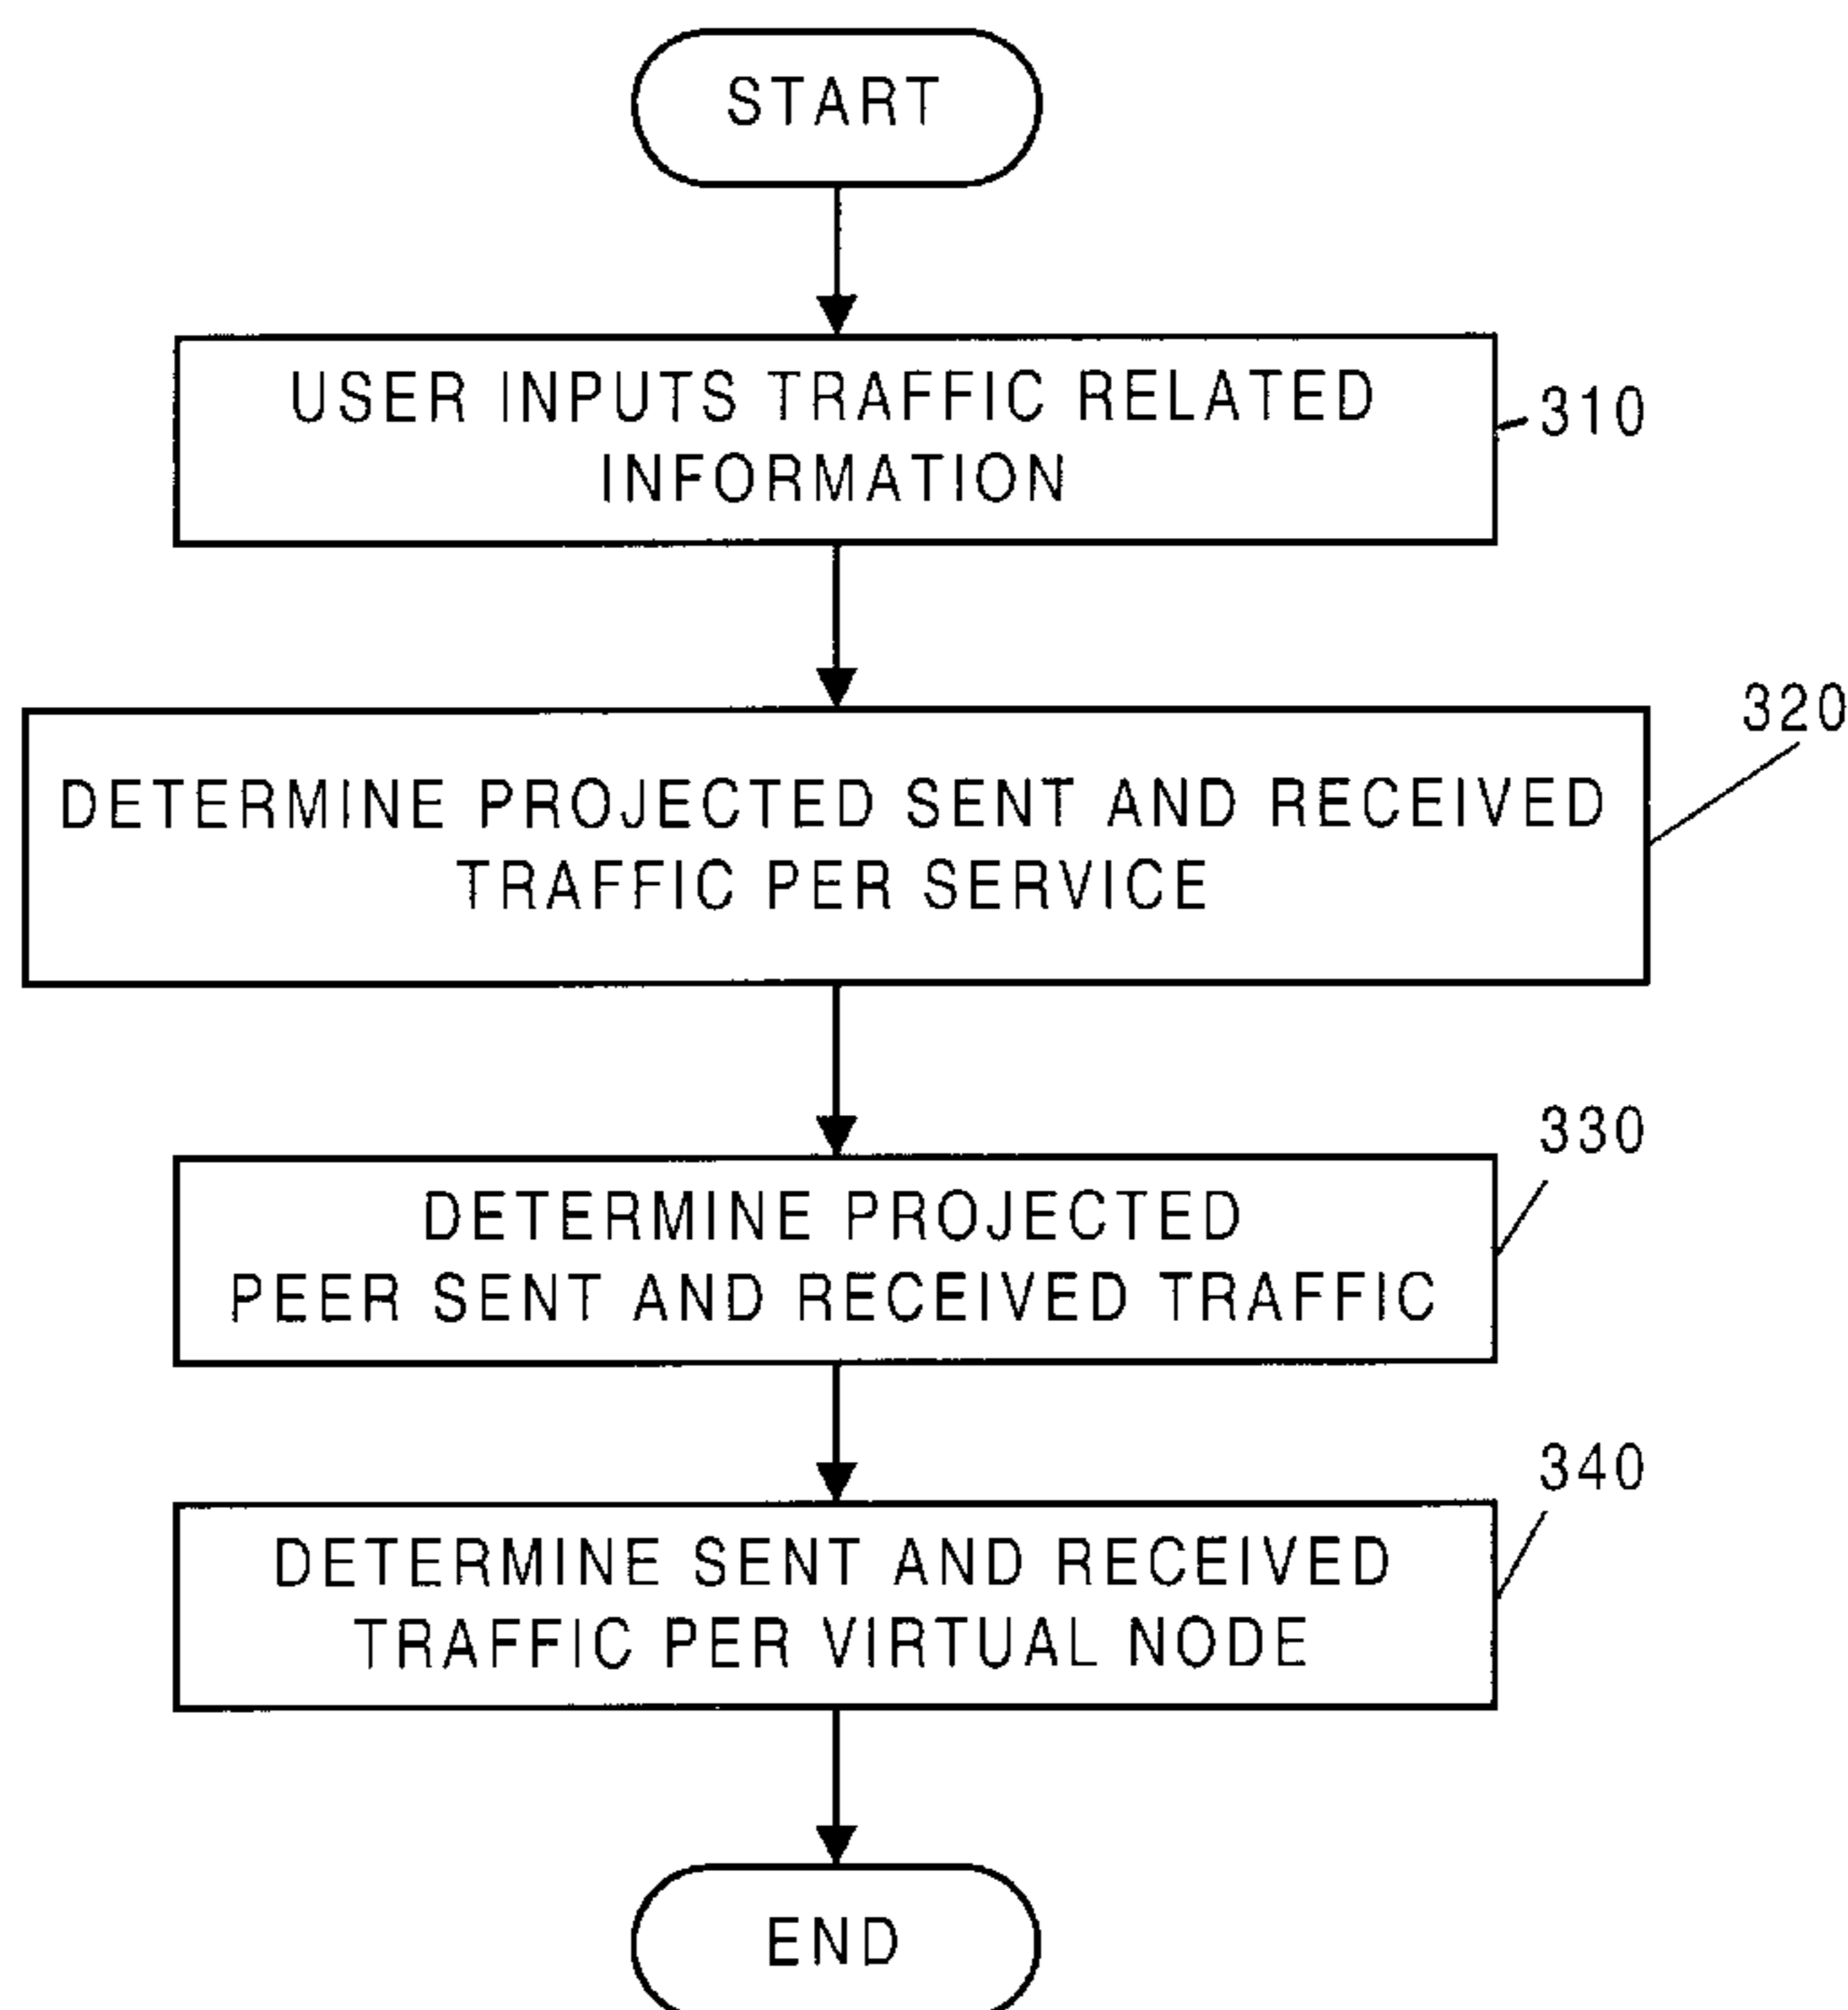 START
USER INPUTS TRAFFIC RELATED
INFORMATION
310
320
DETERMINE PROJECTED SENT AND RECEIVED
TRAFFIC PER SERVICE
330
DETERMINE PROJECTED
PEER SENT AND RECEIVED TRAFFIC
340
DETERMINE SENT AND RECEIVED
TRAFFIC PER VIRTUAL NODE
END